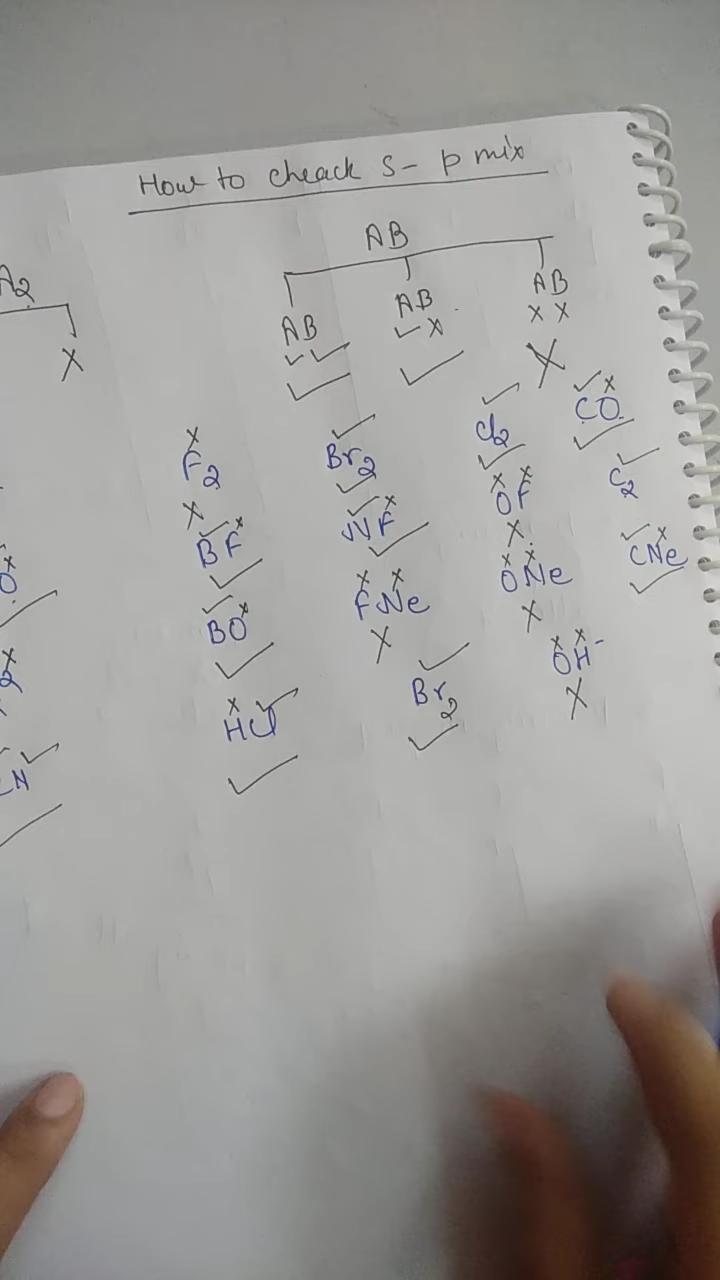 How to cheack s- p mix
A2
AB
AB AB AB
✓✓ ✓x x x
x ✓ ✓ x
x ✓ ✓ ✓x
F2 Br2 Cl2 CO
x ✓ ✓ ✓
✓x ✓x x x ✓
BF NF OF C2
✓ ✓ x
✓x x x x x ✓x
BO FNe ONe CNe
✓ x x ✓
x ✓ ✓ x x
HCl Br2 OH-
✓ ✓ x